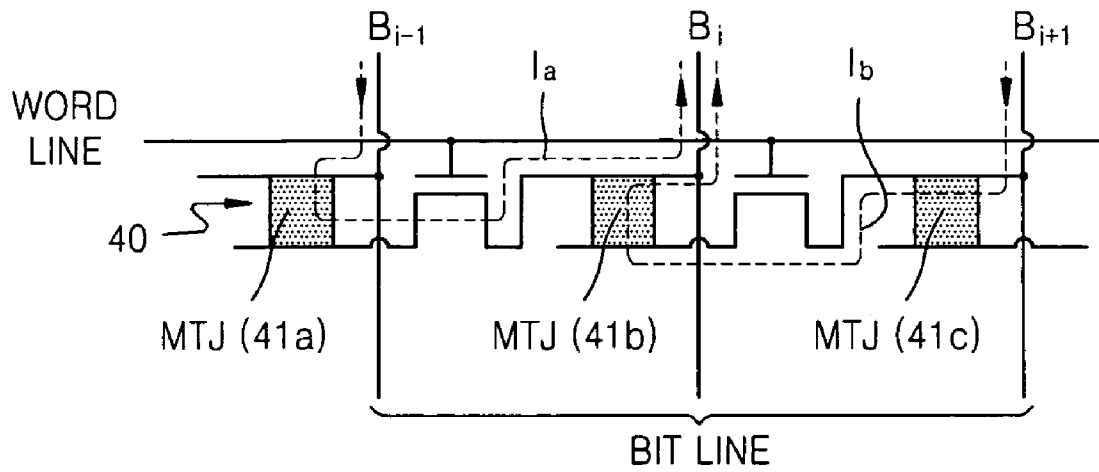 B_{i-1} B_i B_{i+1}
I_a I_b
WORD
LINE
40
MTJ (41a) MTJ (41b) MTJ (41c)
BIT LINE